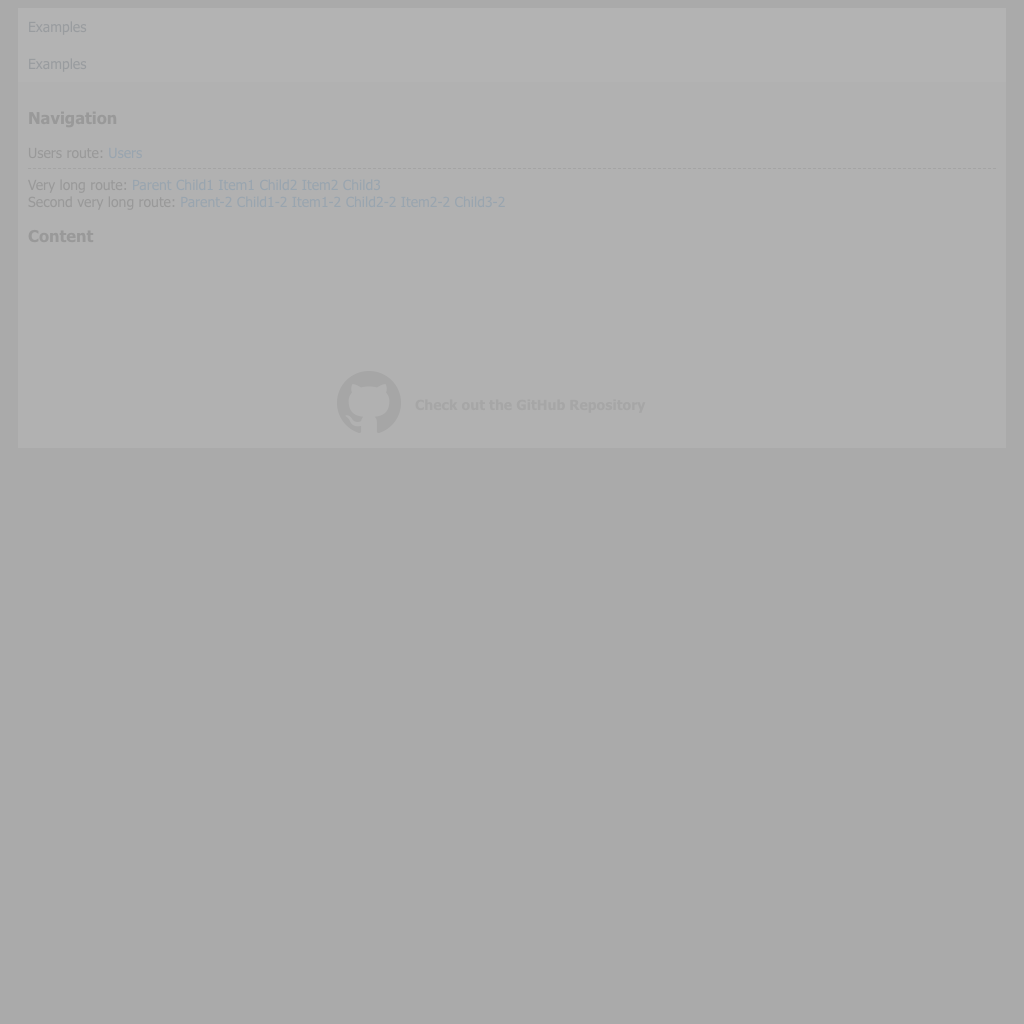 Examples
Examples
Navigation
Users route: Users
Very long route: Parent Child1 Item1 Child2 Item2 Child3
Second very long route: Parent-2 Child1-2 Item1-2 Child2-2 Item2-2 Child3-2
Content
Check out the GitHub Repository